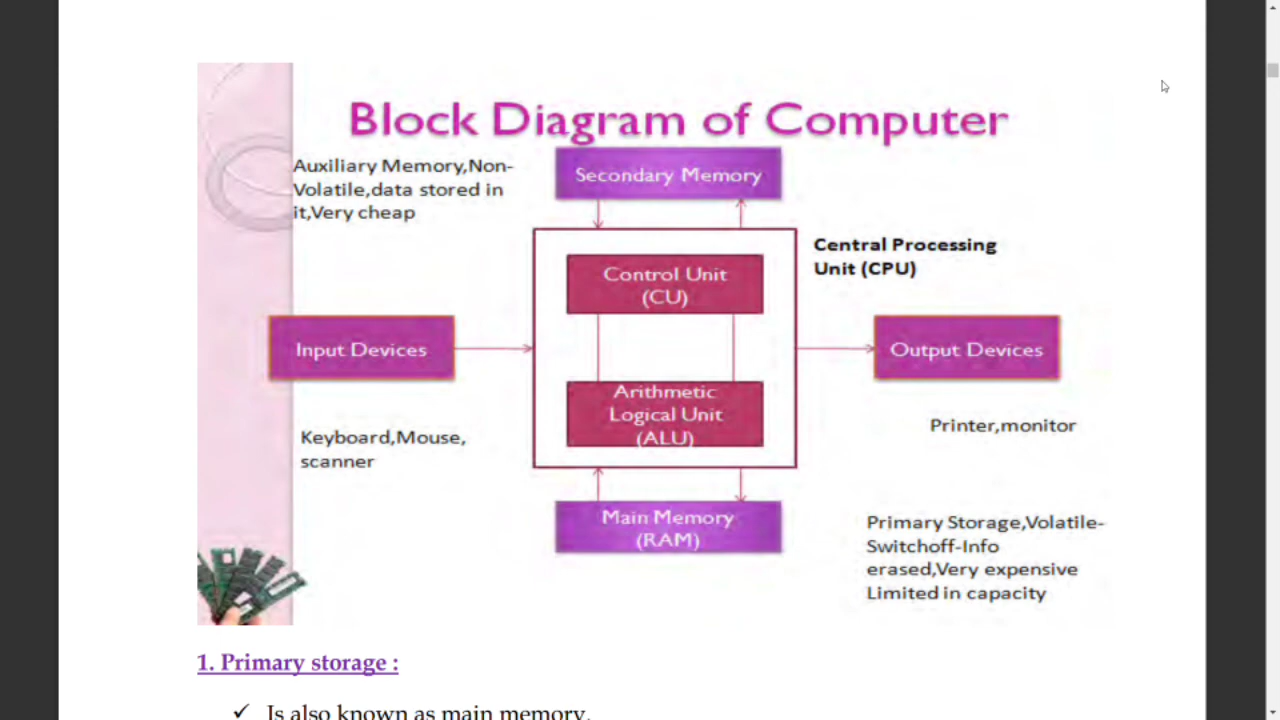 Block Diagram of Computer
Auxiliary Memory,Non-
Volatile,data stored in
it,Very cheap
Secondary Memory
Central Processing
Unit (CPU)
Control Unit
(CU)
Input Devices
Output Devices
Arithmetic
Logical Unit
(ALU)
Keyboard,Mouse,
scanner
Printer,monitor
Main Memory
(RAM)
Primary Storage,Volatile-
Switchoff-Info
erased,Very expensive
Limited in capacity
1. Primary storage :
✓ Is also known as main memory.